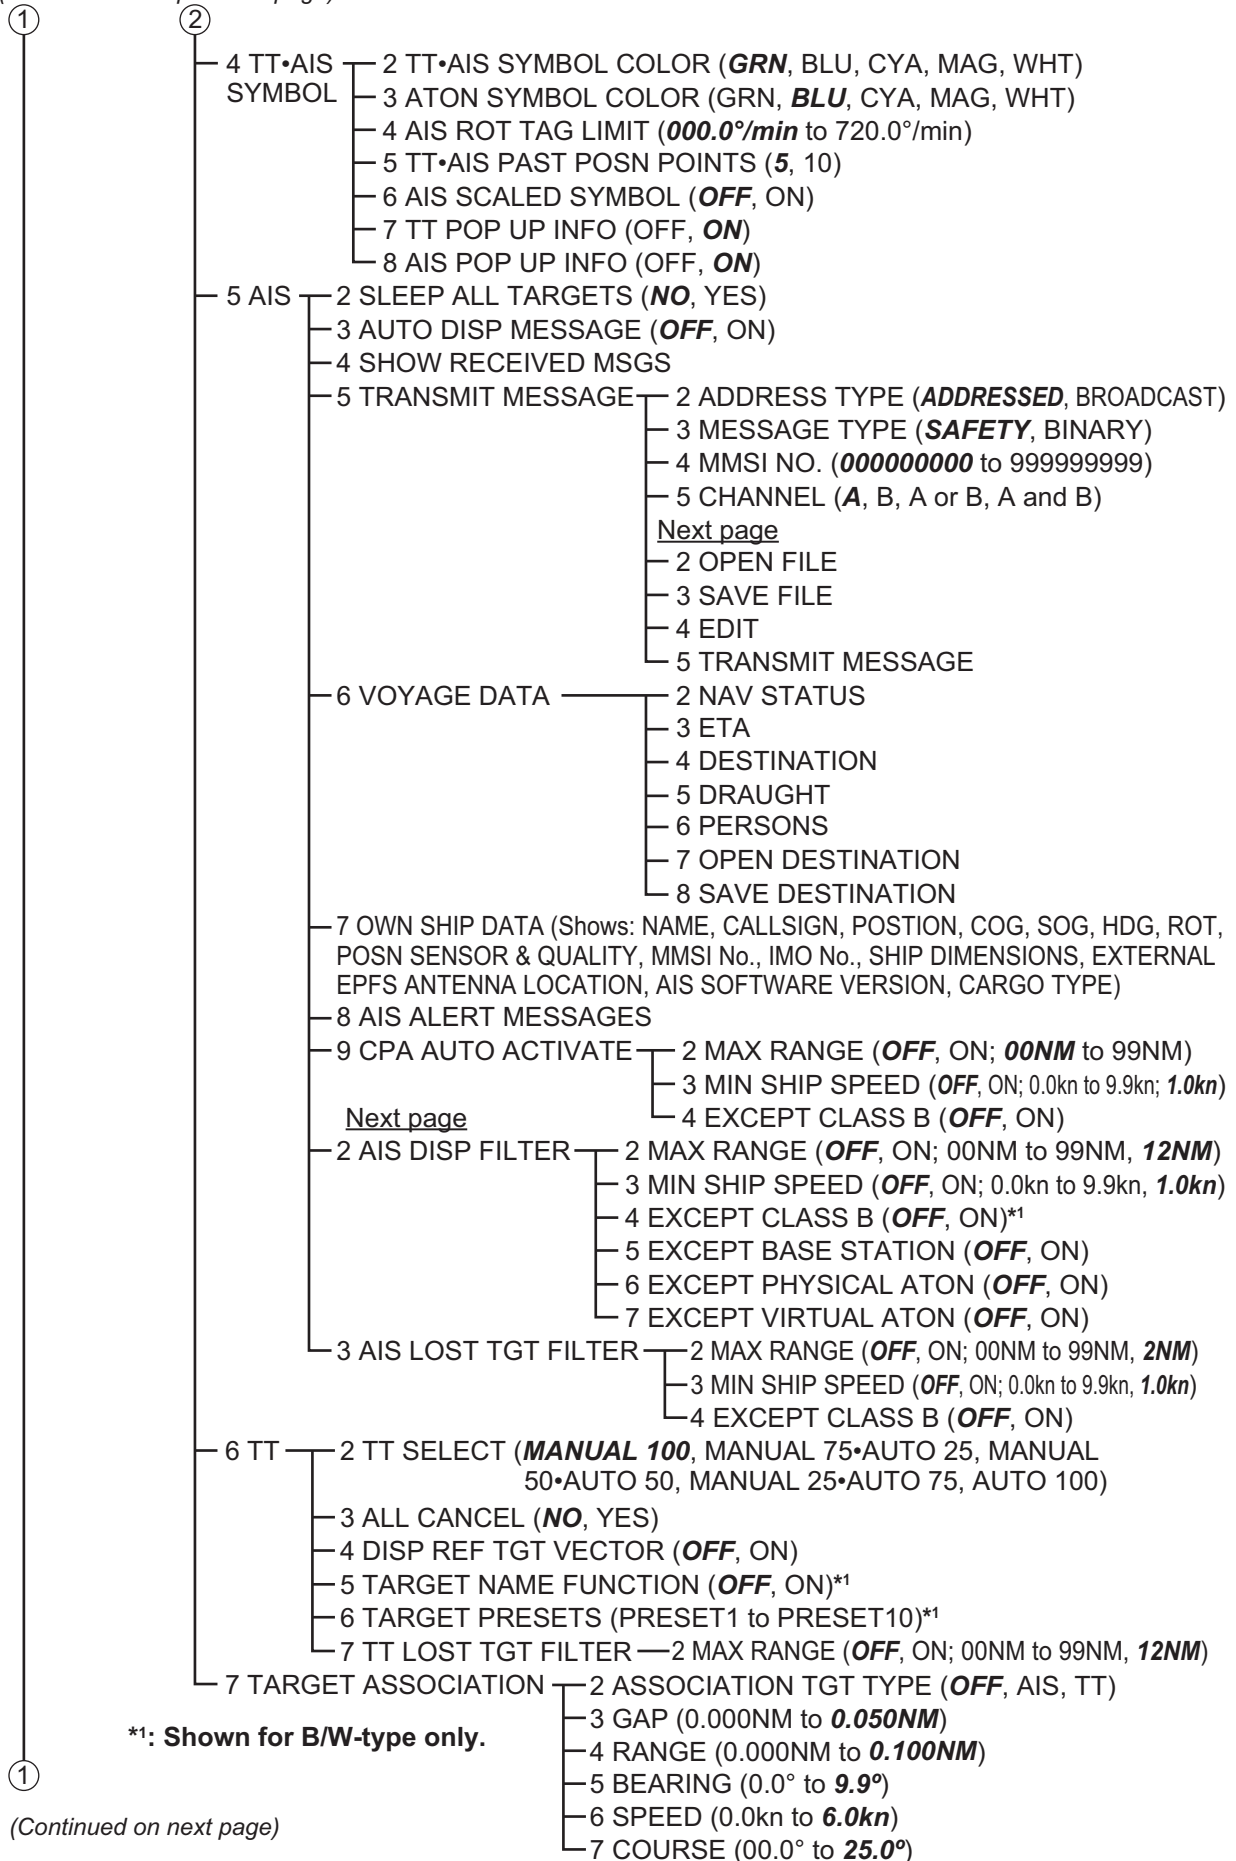 ① ②
4 TT•AIS SYMBOL
2 TT•AIS SYMBOL COLOR (GRN, BLU, CYA, MAG, WHT)
3 ATON SYMBOL COLOR (GRN, BLU, CYA, MAG, WHT)
4 AIS ROT TAG LIMIT (000.0°/min to 720.0°/min)
5 TT•AIS PAST POSN POINTS (5, 10)
6 AIS SCALED SYMBOL (OFF, ON)
7 TT POP UP INFO (OFF, ON)
8 AIS POP UP INFO (OFF, ON)
5 AIS
2 SLEEP ALL TARGETS (NO, YES)
3 AUTO DISP MESSAGE (OFF, ON)
4 SHOW RECEIVED MSGS
5 TRANSMIT MESSAGE
2 ADDRESS TYPE (ADDRESSED, BROADCAST)
3 MESSAGE TYPE (SAFETY, BINARY)
4 MMSI NO. (000000000 to 999999999)
5 CHANNEL (A, B, A or B, A and B)
Next page
2 OPEN FILE
3 SAVE FILE
4 EDIT
5 TRANSMIT MESSAGE
6 VOYAGE DATA
2 NAV STATUS
3 ETA
4 DESTINATION
5 DRAUGHT
6 PERSONS
7 OPEN DESTINATION
8 SAVE DESTINATION
7 OWN SHIP DATA (Shows: NAME, CALLSIGN, POSTION, COG, SOG, HDG, ROT,
POSN SENSOR & QUALITY, MMSI No., IMO No., SHIP DIMENSIONS, EXTERNAL
EPFS ANTENNA LOCATION, AIS SOFTWARE VERSION, CARGO TYPE)
8 AIS ALERT MESSAGES
9 CPA AUTO ACTIVATE
2 MAX RANGE (OFF, ON; 00NM to 99NM)
3 MIN SHIP SPEED (OFF, ON; 0.0kn to 9.9kn; 1.0kn)
4 EXCEPT CLASS B (OFF, ON)
Next page
2 AIS DISP FILTER
2 MAX RANGE (OFF, ON; 00NM to 99NM, 12NM)
3 MIN SHIP SPEED (OFF, ON; 0.0kn to 9.9kn, 1.0kn)
4 EXCEPT CLASS B (OFF, ON)*1
5 EXCEPT BASE STATION (OFF, ON)
6 EXCEPT PHYSICAL ATON (OFF, ON)
7 EXCEPT VIRTUAL ATON (OFF, ON)
3 AIS LOST TGT FILTER
2 MAX RANGE (OFF, ON; 00NM to 99NM, 2NM)
3 MIN SHIP SPEED (OFF, ON; 0.0kn to 9.9kn, 1.0kn)
4 EXCEPT CLASS B (OFF, ON)
6 TT
2 TT SELECT (MANUAL 100, MANUAL 75•AUTO 25, MANUAL
50•AUTO 50, MANUAL 25•AUTO 75, AUTO 100)
3 ALL CANCEL (NO, YES)
4 DISP REF TGT VECTOR (OFF, ON)
5 TARGET NAME FUNCTION (OFF, ON)*1
6 TARGET PRESETS (PRESET1 to PRESET10)*1
7 TT LOST TGT FILTER
2 MAX RANGE (OFF, ON; 00NM to 99NM, 12NM)
7 TARGET ASSOCIATION
2 ASSOCIATION TGT TYPE (OFF, AIS, TT)
3 GAP (0.000NM to 0.050NM)
4 RANGE (0.000NM to 0.100NM)
5 BEARING (0.0° to 9.9º)
6 SPEED (0.0kn to 6.0kn)
7 COURSE (00.0° to 25.0º)
*1: Shown for B/W-type only.
①
(Continued on next page)